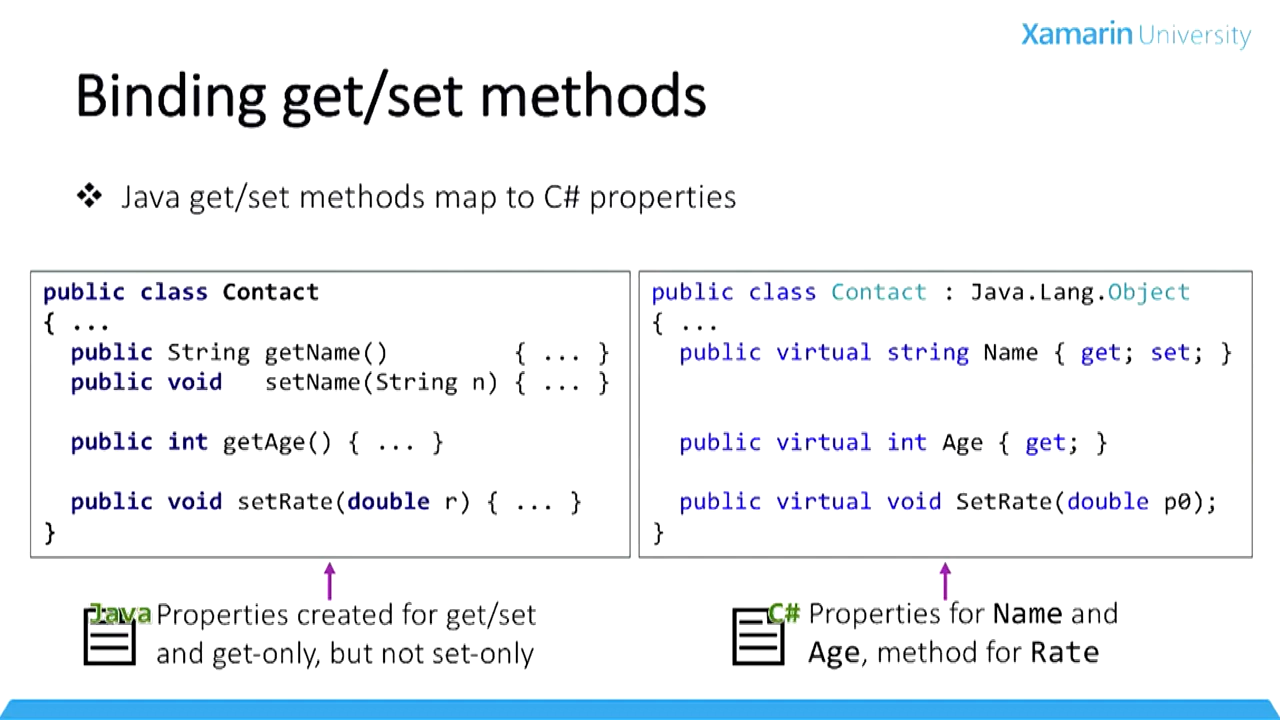 Xamarin University
Binding get/set methods
❖ Java get/set methods map to C# properties
public class Contact
{ ...
public String getName() { ... }
public void setName(String n) { ... }
public int getAge() { ... }
public void setRate(double r) { ... }
}
public class Contact : Java.Lang.Object
{ ...
public virtual string Name { get; set; }
public virtual int Age { get; }
public virtual void SetRate(double p0);
}
Java Properties created for get/set
and get-only, but not set-only
C# Properties for Name and
Age, method for Rate